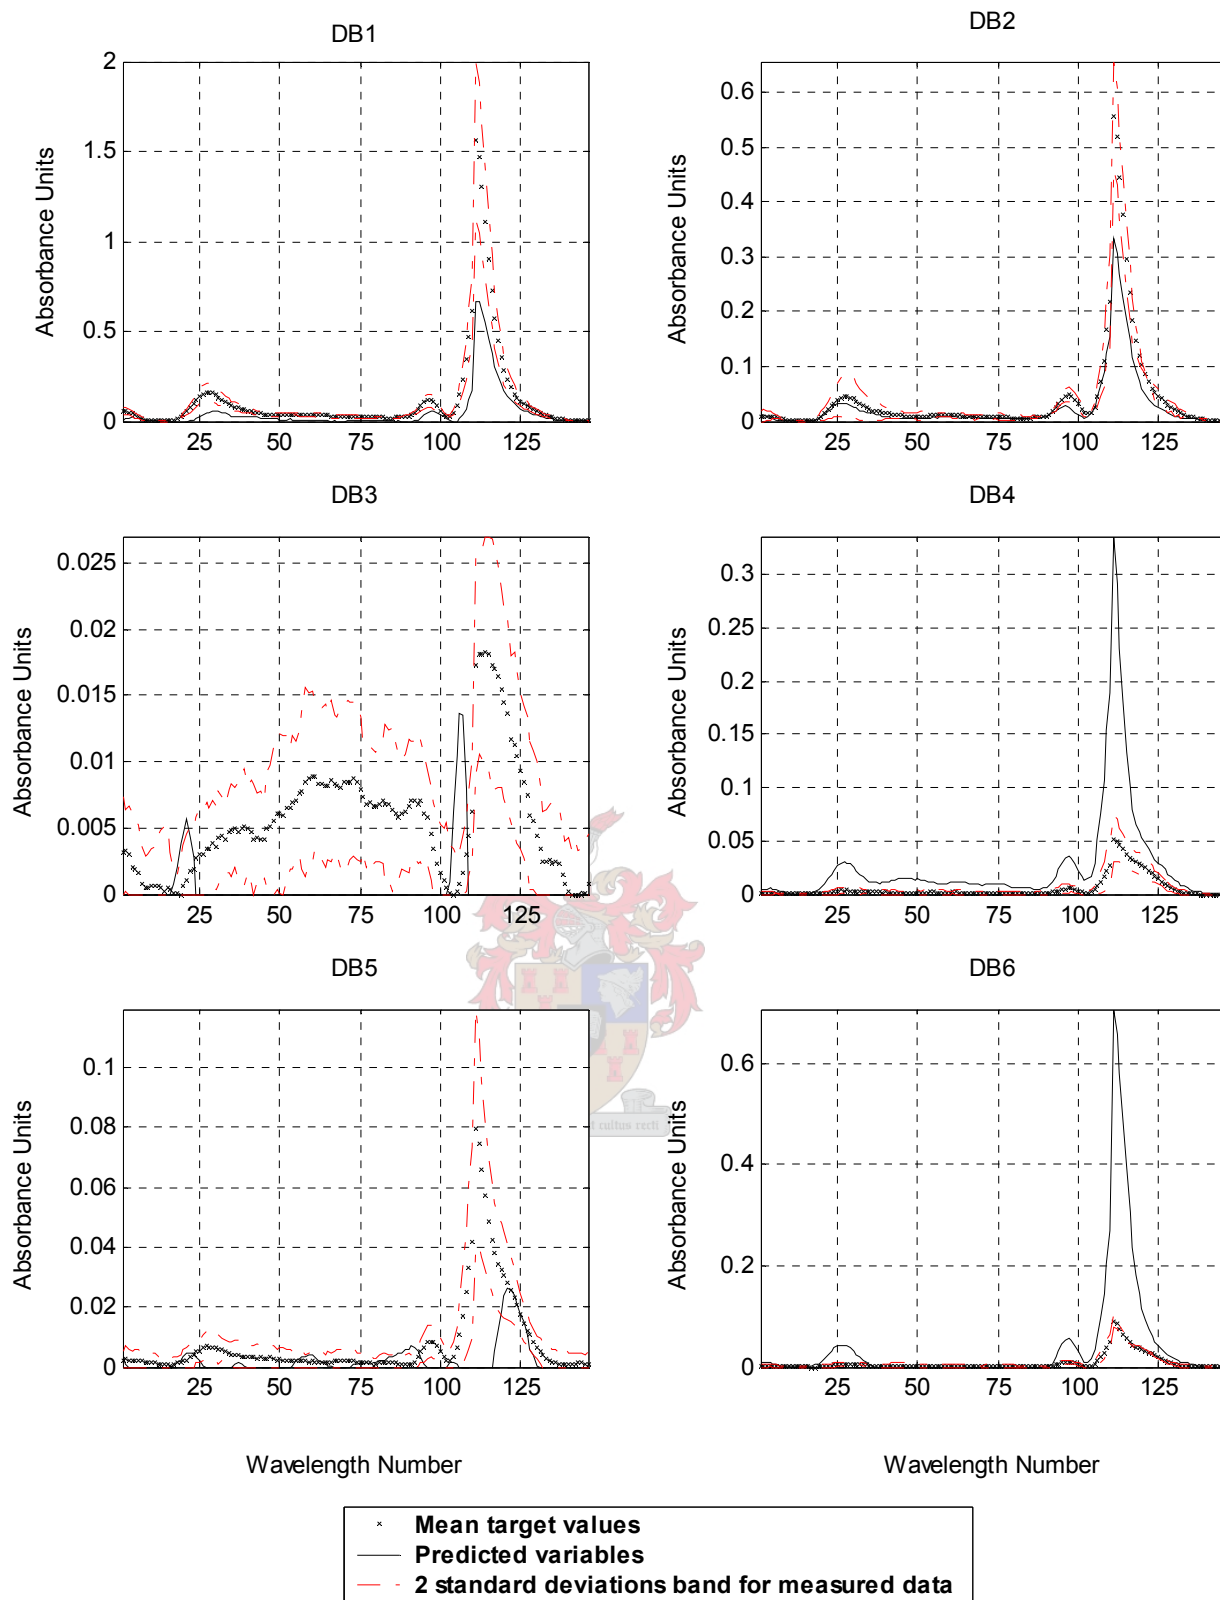 DB1
DB2
Absorbance Units
2
1.5
1
0.5
0
25 50 75 100 125
Absorbance Units
0.6
0.5
0.4
0.3
0.2
0.1
0
25 50 75 100 125
DB3
DB4
Absorbance Units
0.025
0.02
0.015
0.01
0.005
0
25 50 75 100 125
Absorbance Units
0.3
0.25
0.2
0.15
0.1
0.05
0
25 50 75 100 125
DB5
DB6
Absorbance Units
0.1
0.08
0.06
0.04
0.02
0
25 50 75 100 125
Absorbance Units
0.6
0.4
0.2
0
25 50 75 100 125
cultus recti
Wavelength Number
Wavelength Number
Mean target values
Predicted variables
2 standard deviations band for measured data